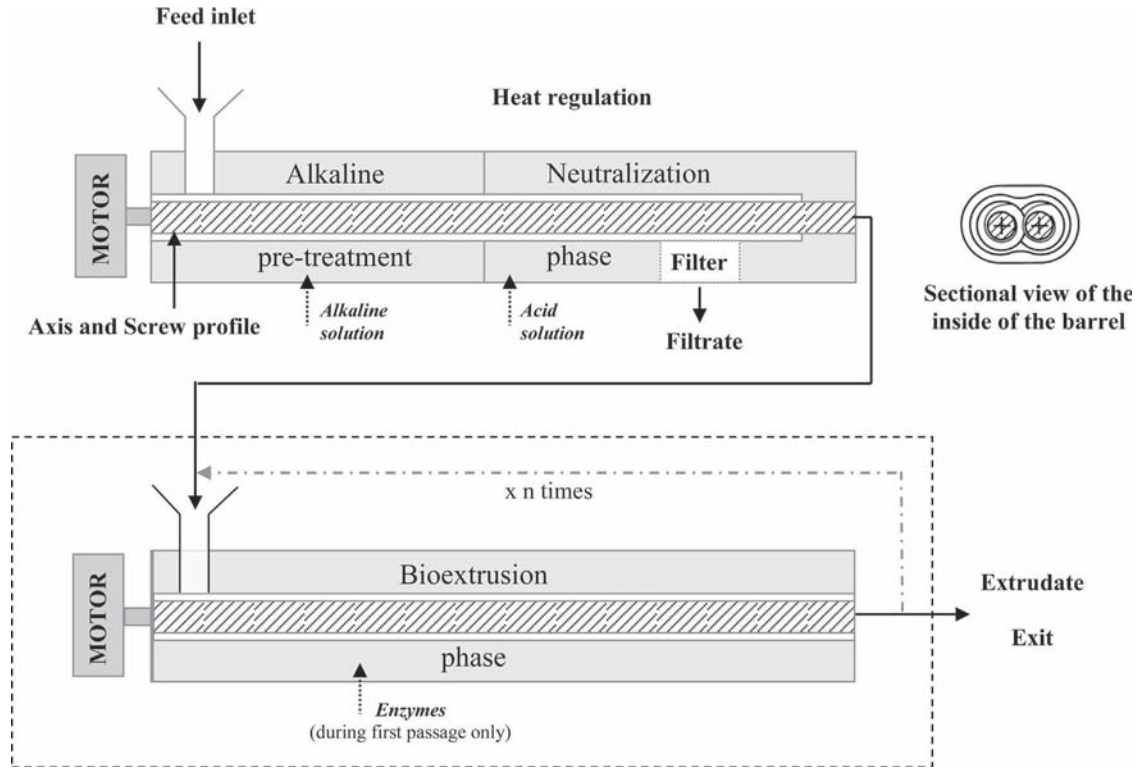 Feed inlet
Heat regulation
MOTOR
Alkaline
Neutralization
pre-treatment
phase
Filter
Axis and Screw profile
Alkaline
solution
Acid
solution
Filtrate
Sectional view of the
inside of the barrel
x n times
MOTOR
Bioextrusion
phase
Enzymes
(during first passage only)
Extrudate
Exit